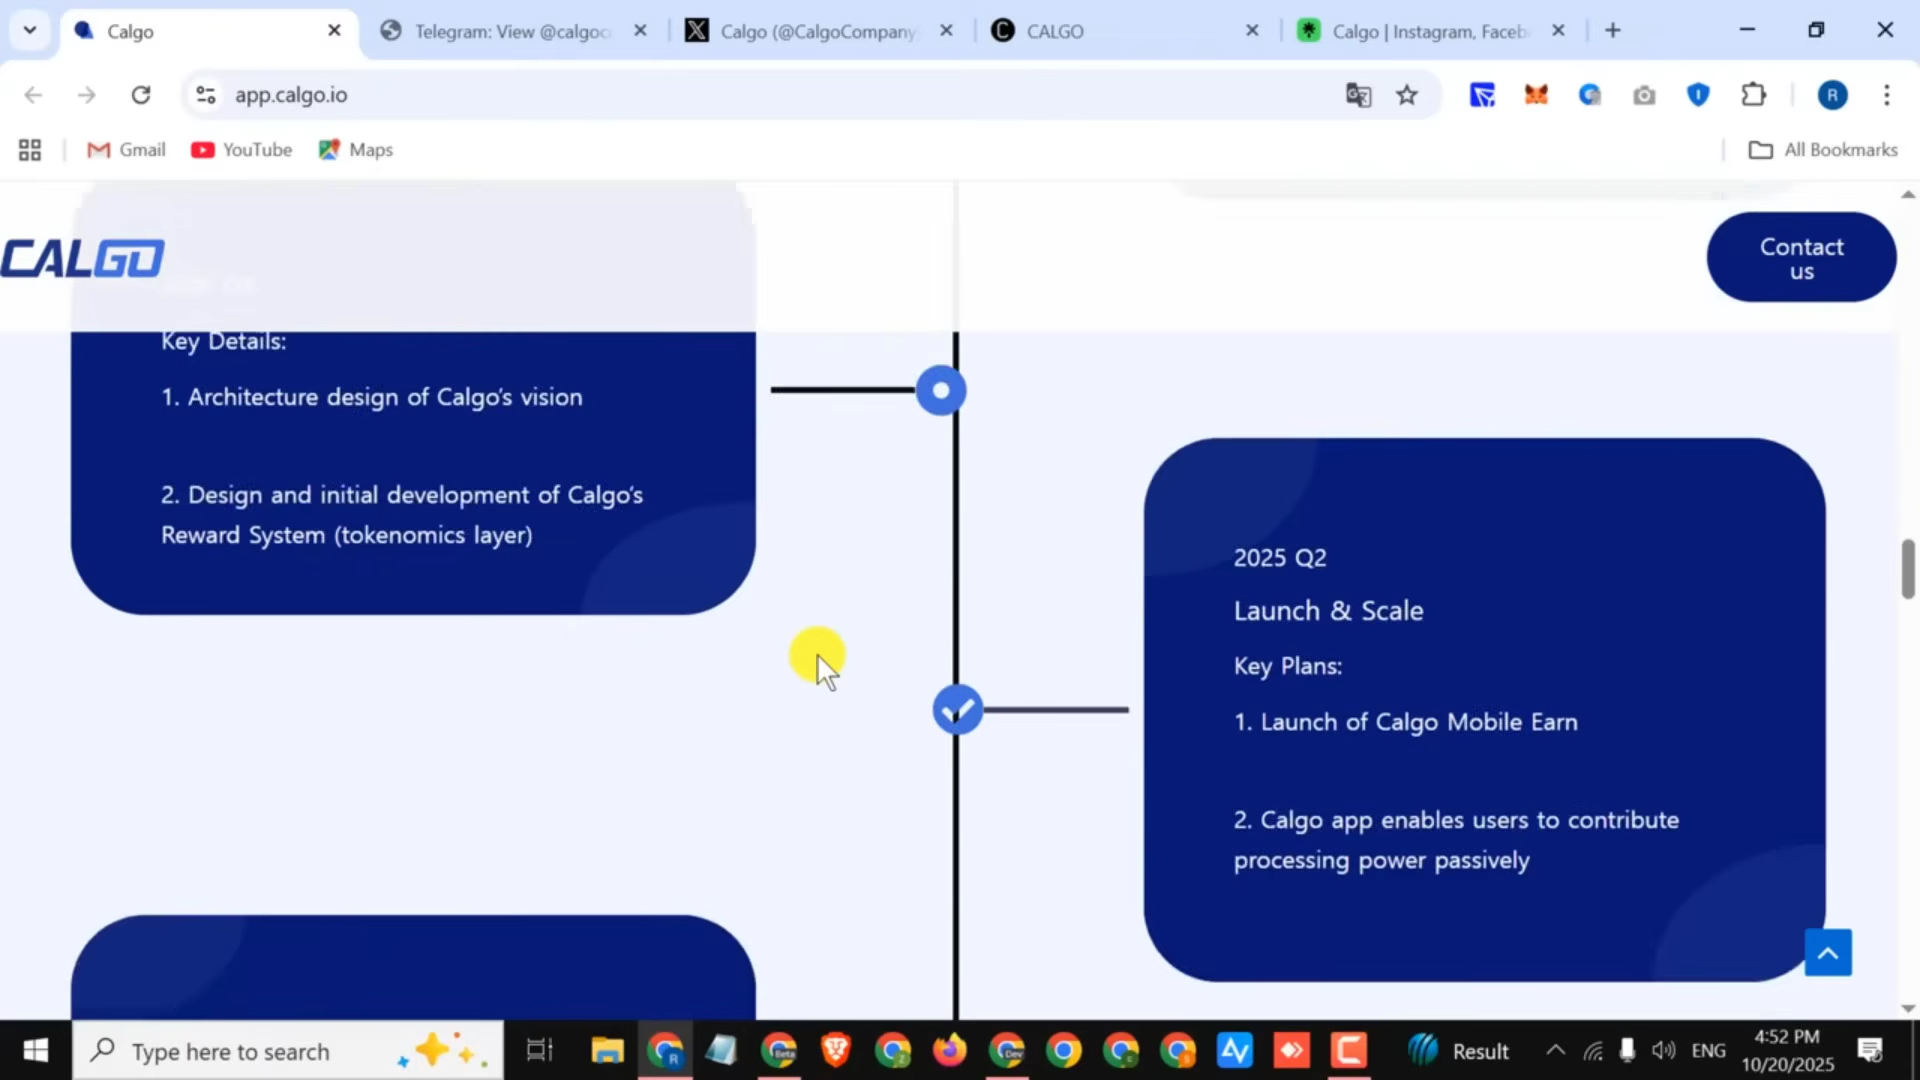 Calgo
Telegram: View @calgoc
Calgo (@CalgoCompany
CALGO
Calgo | Instagram, Faceb
app.calgo.io
R
Gmail
YouTube
Maps
All Bookmarks
CALGO
Contact
us
Key Details:
1. Architecture design of Calgo's vision
2. Design and initial development of Calgo's
Reward System (tokenomics layer)
2025 Q2
Launch & Scale
Key Plans:
1. Launch of Calgo Mobile Earn
2. Calgo app enables users to contribute
processing power passively
Type here to search
R
Beta
Dev
Result
ENG
4:52 PM
10/20/2025